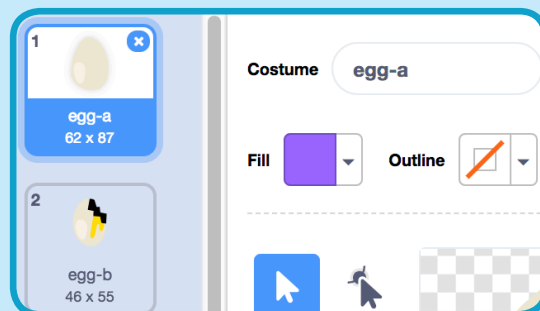 1
egg-a
62 x 87
2
egg-b
46 x 55
Costume egg-a
Fill Outline